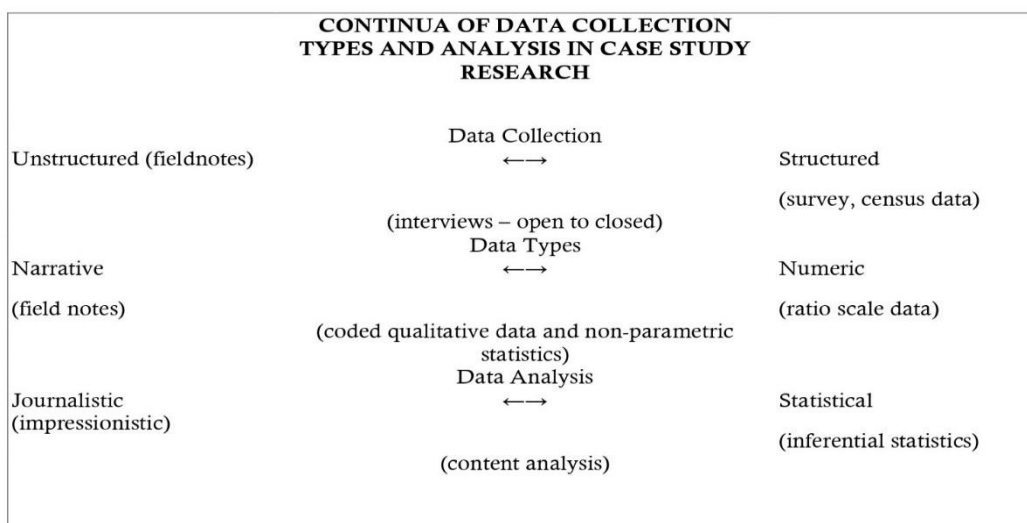 CONTINUA OF DATA COLLECTION
TYPES AND ANALYSIS IN CASE STUDY
RESEARCH
Data Collection
Unstructured (fieldnotes) ←→ Structured
(survey, census data)
(interviews – open to closed)
Data Types
Narrative ←→ Numeric
(field notes) (ratio scale data)
(coded qualitative data and non-parametric
statistics)
Data Analysis
Journalistic ←→ Statistical
(impressionistic)
(inferential statistics)
(content analysis)